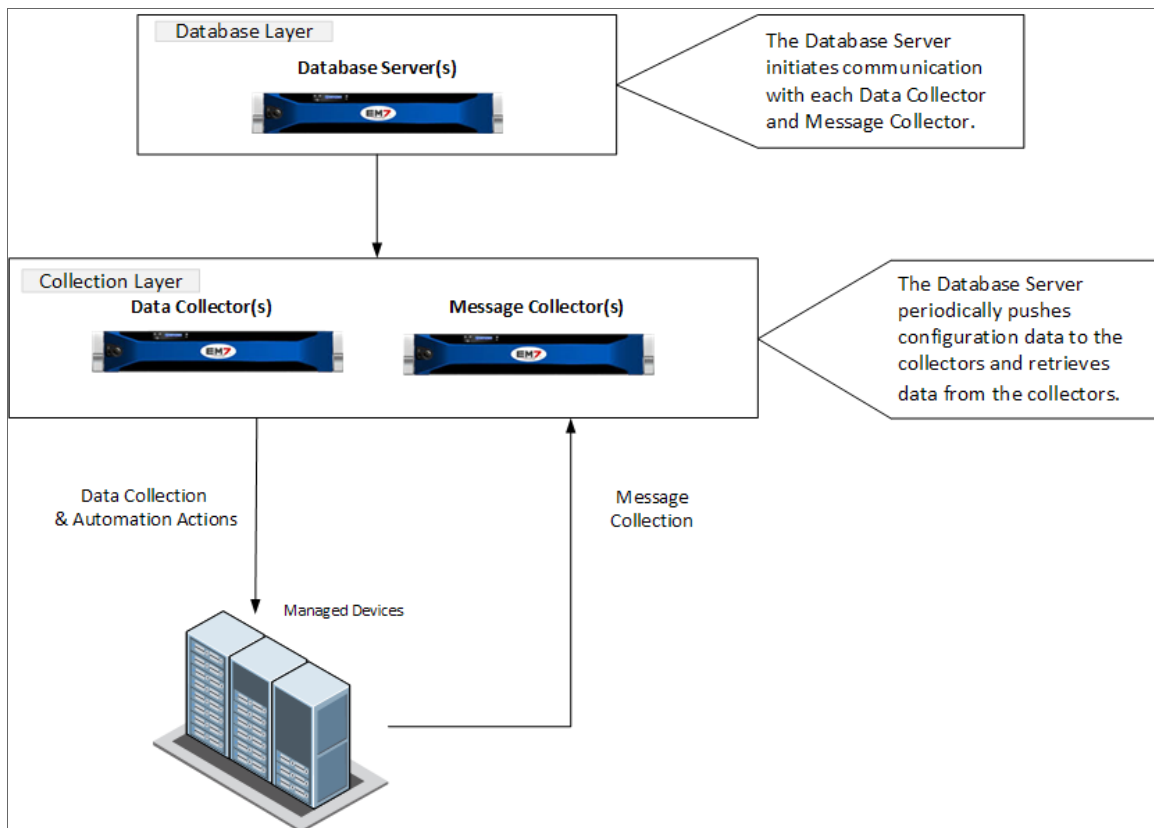 Database Layer
Database Server(s)
EM7
The Database Server
initiates communication
with each Data Collector
and Message Collector.
Collection Layer
Data Collector(s)
Message Collector(s)
EM7
EM7
The Database Server
periodically pushes
configuration data to the
collectors and retrieves
data from the collectors.
Data Collection
& Automation Actions
Message
Collection
Managed Devices